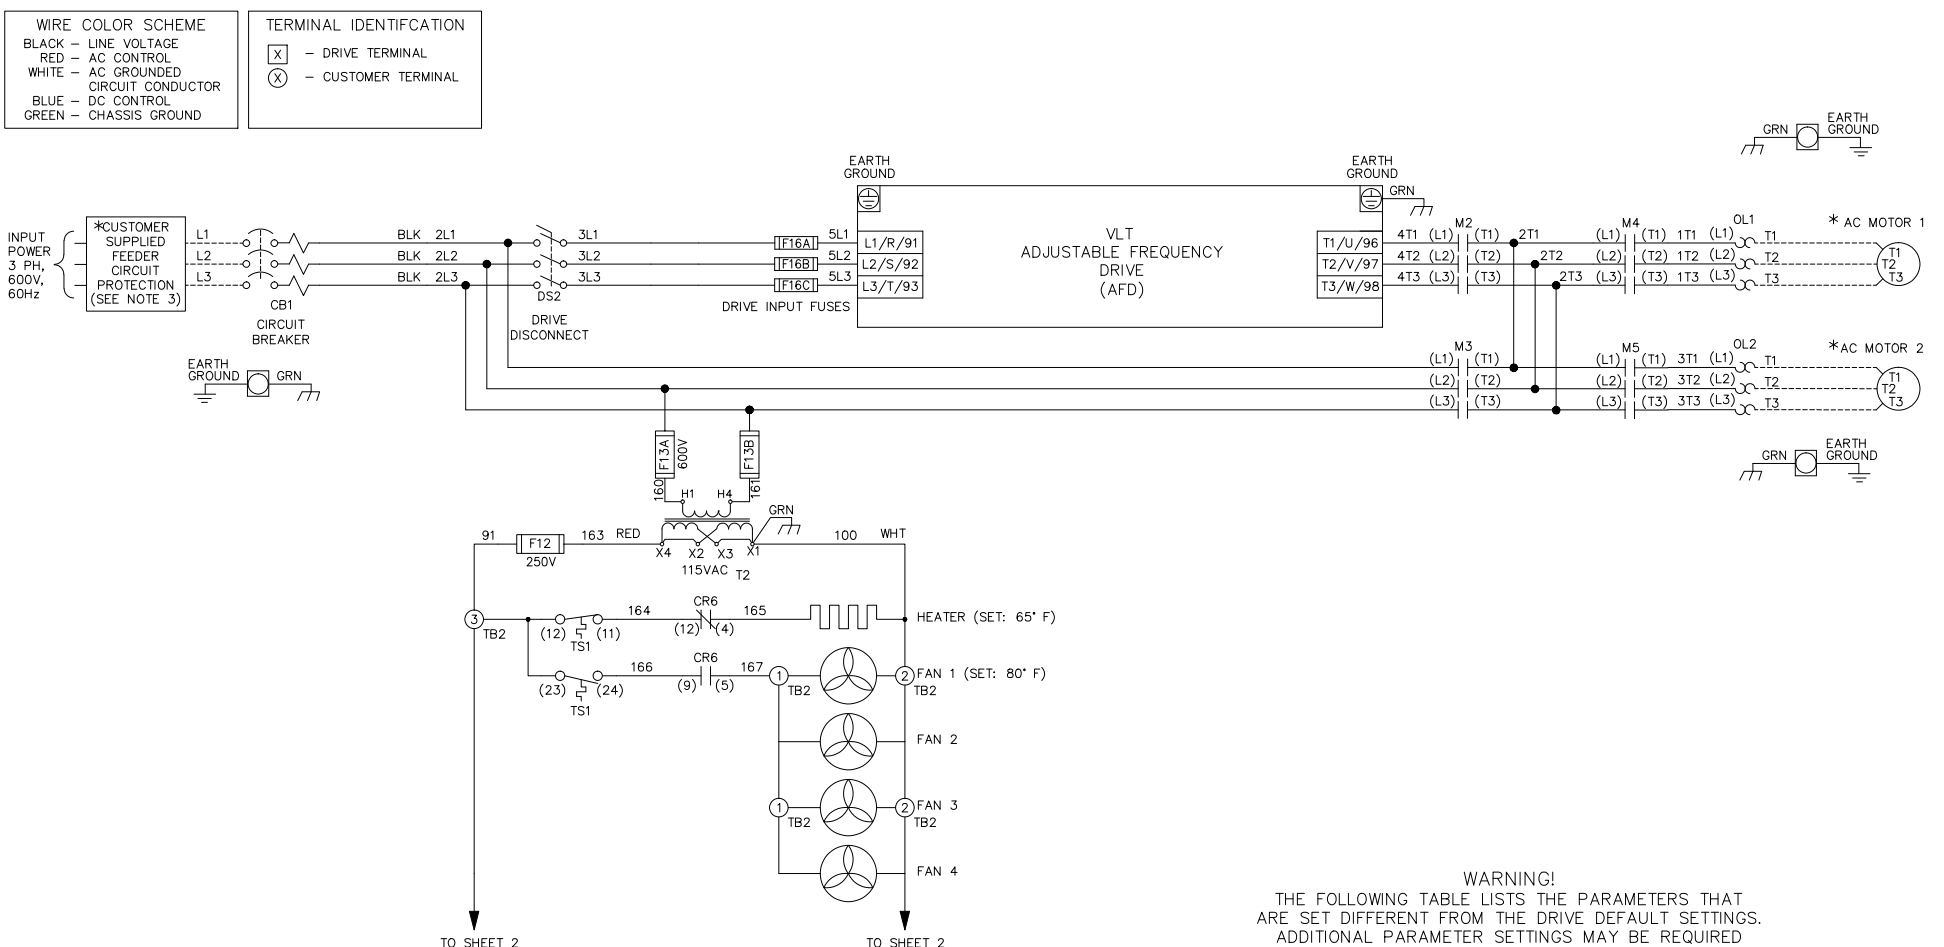 WIRE COLOR SCHEME
BLACK – LINE VOLTAGE
RED – AC CONTROL
WHITE – AC GROUNDED
CIRCUIT CONDUCTOR
BLUE – DC CONTROL
GREEN – CHASSIS GROUND
TERMINAL IDENTIFCATION
X – DRIVE TERMINAL
X – CUSTOMER TERMINAL
GRN
EARTH
GROUND
EARTH
GROUND
EARTH
GROUND
GRN
INPUT
POWER
3 PH,
600V,
60Hz
*CUSTOMER
SUPPLIED
FEEDER
CIRCUIT
PROTECTION
(SEE NOTE 3)
L1
L2
L3
CB1
CIRCUIT
BREAKER
BLK 2L1
BLK 2L2
BLK 2L3
DS2
DRIVE
DISCONNECT
3L1
3L2
3L3
F16A
F16B
F16C
DRIVE INPUT FUSES
5L1
5L2
5L3
L1/R/91
L2/S/92
L3/T/93
VLT
ADJUSTABLE FREQUENCY
DRIVE
(AFD)
T1/U/96
T2/V/97
T3/W/98
M2
4T1 (L1) (T1) 2T1
4T2 (L2) (T2) 2T2
4T3 (L3) (T3) 2T3
M4
(L1) (T1) 1T1 (L1)
(L2) (T2) 1T2 (L2)
(L3) (T3) 1T3 (L3)
OL1
T1
T2
T3
* AC MOTOR 1
T1
T2
T3
EARTH
GROUND
GRN
M3
(L1) (T1)
(L2) (T2)
(L3) (T3)
M5
(L1) (T1) 3T1 (L1)
(L2) (T2) 3T2 (L2)
(L3) (T3) 3T3 (L3)
OL2
T1
T2
T3
*AC MOTOR 2
T1
T2
T3
GRN
EARTH
GROUND
F13A
600V
F13B
160
161
H1 H4
GRN
91
F12
250V
163 RED
X4 X2 X3 X1
115VAC T2
100 WHT
3
TB2
(12) (11)
TS1
164
CR6
(12) (4)
165
HEATER (SET: 65° F)
(23) (24)
TS1
166
CR6
(9) (5)
167
1
TB2
2
TB2
FAN 1 (SET: 80° F)
FAN 2
1
TB2
2
TB2
FAN 3
FAN 4
TO SHEET 2
TO SHEET 2
WARNING!
THE FOLLOWING TABLE LISTS THE PARAMETERS THAT
ARE SET DIFFERENT FROM THE DRIVE DEFAULT SETTINGS.
ADDITIONAL PARAMETER SETTINGS MAY BE REQUIRED